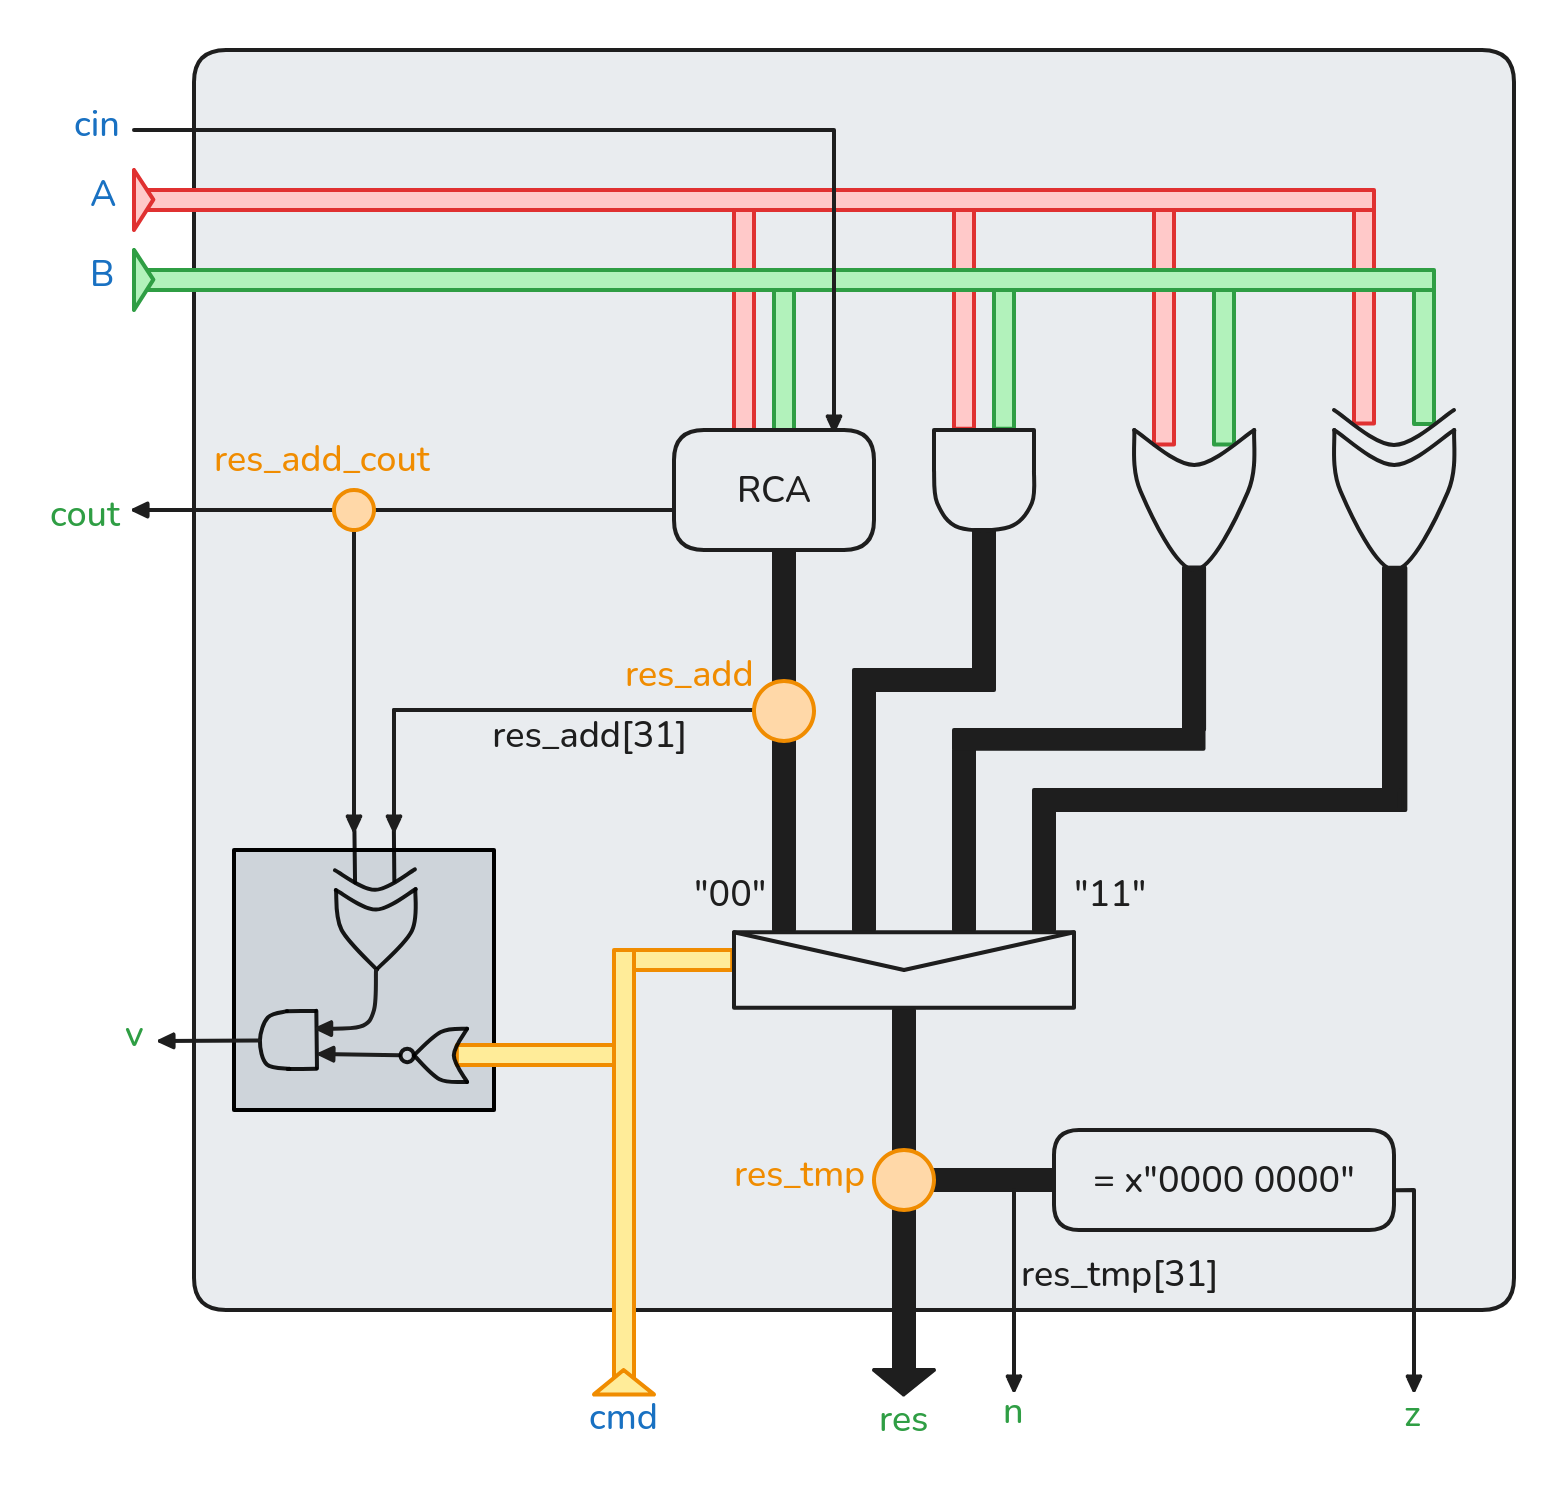 cin
A
B
res_add_cout
cout
RCA
res_add
res_add[31]
"00"
"11"
v
res_tmp
= x"0000 0000"
res_tmp[31]
cmd
res
n
z